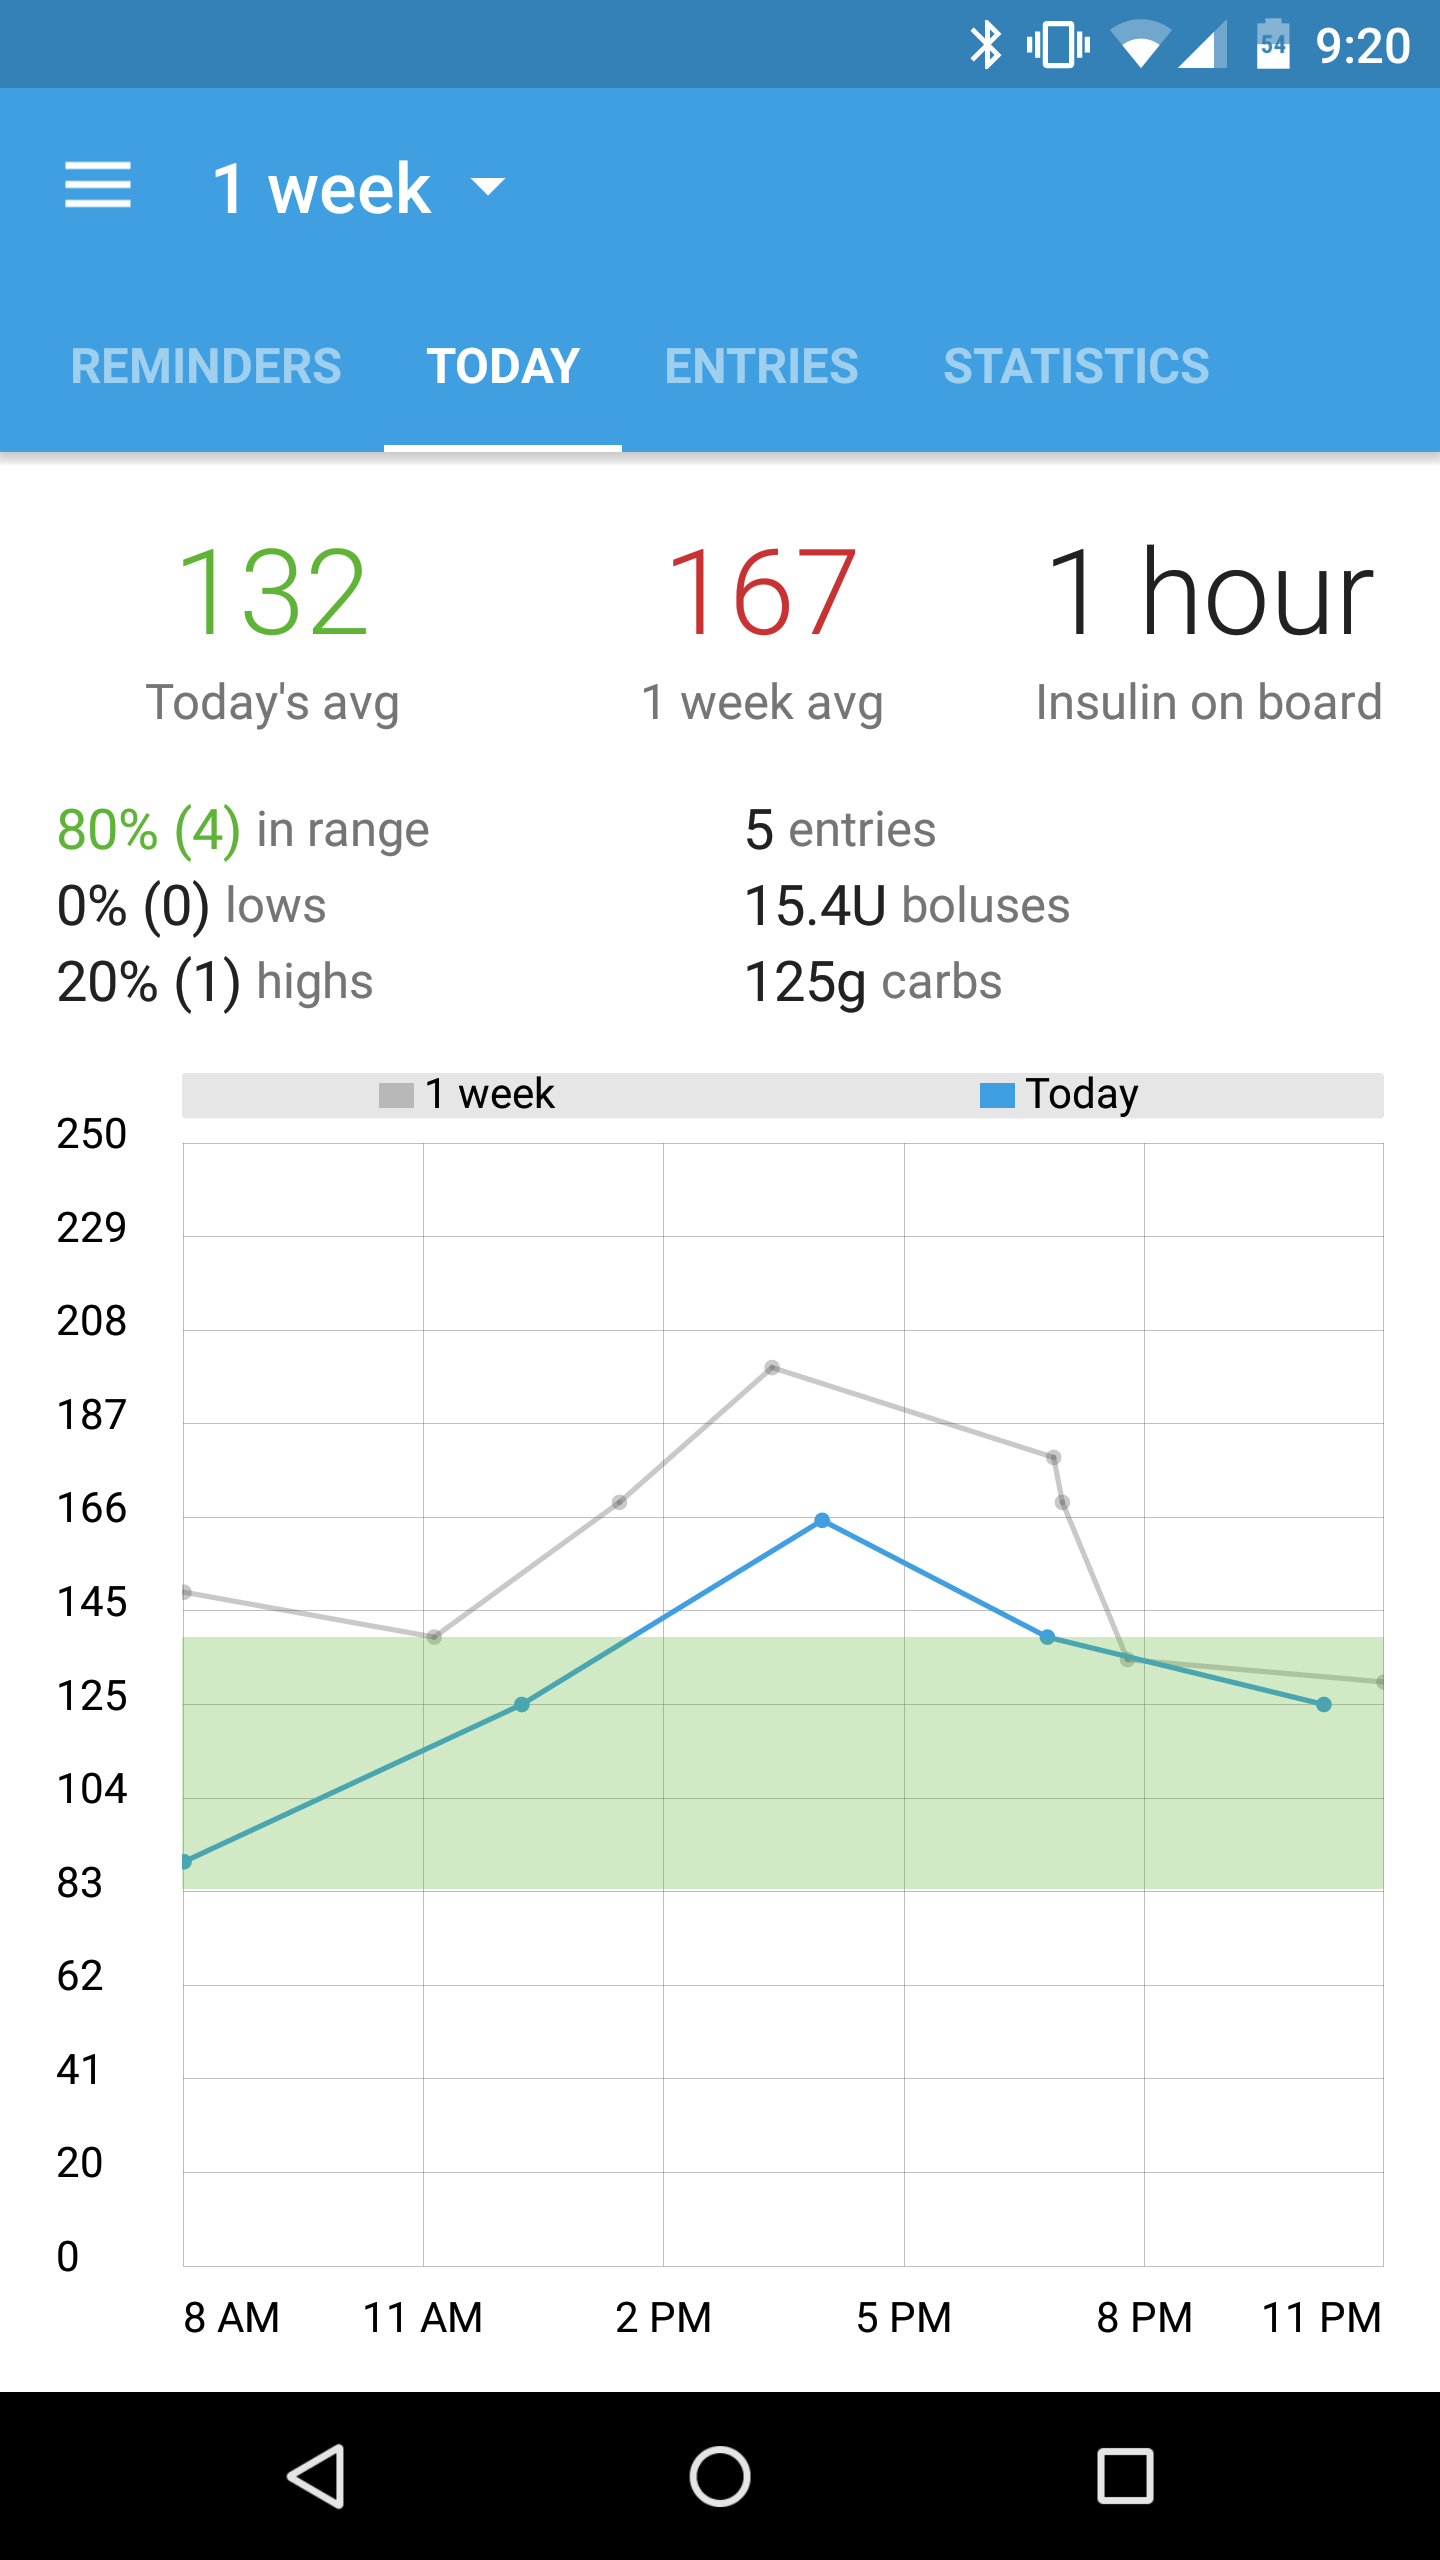 54 9:20
1 week
REMINDERS TODAY ENTRIES STATISTICS
132 167 1 hour
Today's avg 1 week avg Insulin on board
80% (4) in range 5 entries
0% (0) lows 15.4U boluses
20% (1) highs 125g carbs
1 week Today
250
229
208
187
166
145
125
104
83
62
41
20
0
8 AM 11 AM 2 PM 5 PM 8 PM 11 PM